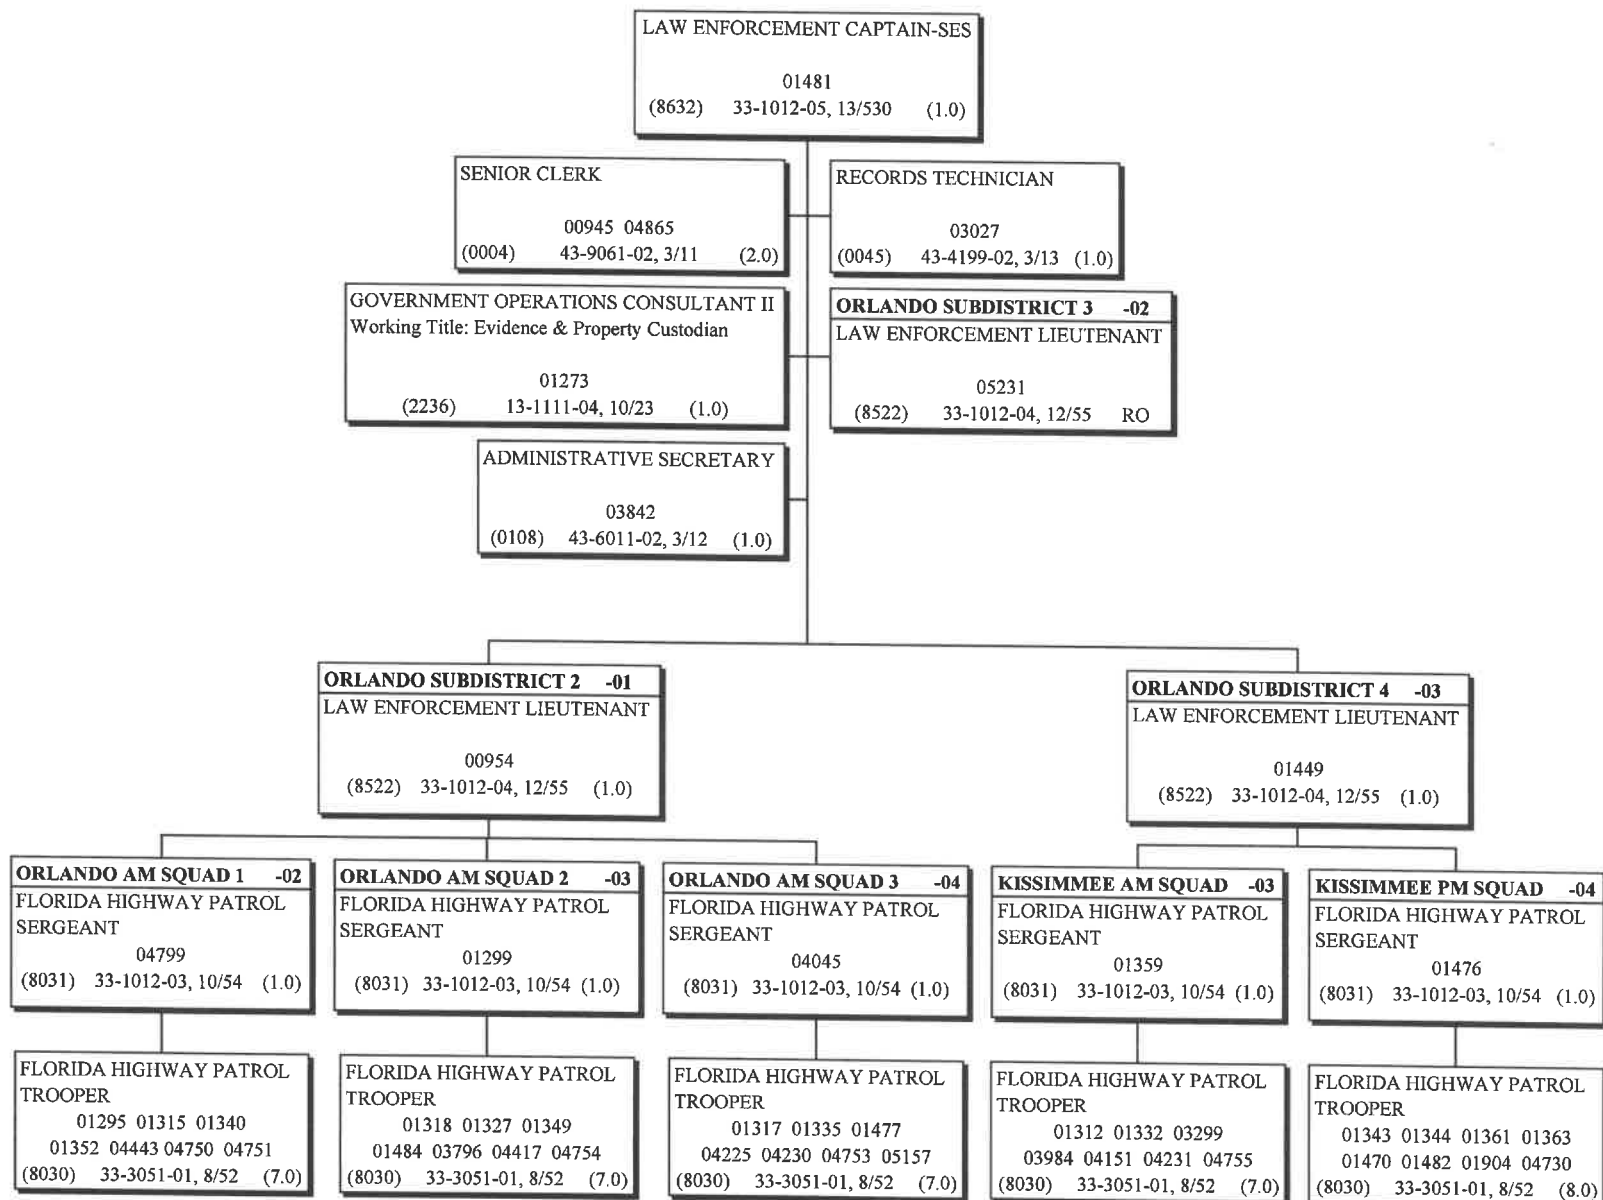 LAW ENFORCEMENT CAPTAIN-SES
01481
(8632) 33-1012-05, 13/530 (1.0)
SENIOR CLERK
00945 04865
(0004) 43-9061-02, 3/11 (2.0)
RECORDS TECHNICIAN
03027
(0045) 43-4199-02, 3/13 (1.0)
GOVERNMENT OPERATIONS CONSULTANT II
Working Title: Evidence & Property Custodian
01273
(2236) 13-1111-04, 10/23 (1.0)
ORLANDO SUBDISTRICT 3 -02
LAW ENFORCEMENT LIEUTENANT
05231
(8522) 33-1012-04, 12/55 RO
ADMINISTRATIVE SECRETARY
03842
(0108) 43-6011-02, 3/12 (1.0)
ORLANDO SUBDISTRICT 2 -01
LAW ENFORCEMENT LIEUTENANT
00954
(8522) 33-1012-04, 12/55 (1.0)
ORLANDO SUBDISTRICT 4 -03
LAW ENFORCEMENT LIEUTENANT
01449
(8522) 33-1012-04, 12/55 (1.0)
ORLANDO AM SQUAD 1 -02
FLORIDA HIGHWAY PATROL
SERGEANT
04799
(8031) 33-1012-03, 10/54 (1.0)
ORLANDO AM SQUAD 2 -03
FLORIDA HIGHWAY PATROL
SERGEANT
01299
(8031) 33-1012-03, 10/54 (1.0)
ORLANDO AM SQUAD 3 -04
FLORIDA HIGHWAY PATROL
SERGEANT
04045
(8031) 33-1012-03, 10/54 (1.0)
KISSIMMEE AM SQUAD -03
FLORIDA HIGHWAY PATROL
SERGEANT
01359
(8031) 33-1012-03, 10/54 (1.0)
KISSIMMEE PM SQUAD -04
FLORIDA HIGHWAY PATROL
SERGEANT
01476
(8031) 33-1012-03, 10/54 (1.0)
FLORIDA HIGHWAY PATROL
TROOPER
01295 01315 01340
01352 04443 04750 04751
(8030) 33-3051-01, 8/52 (7.0)
FLORIDA HIGHWAY PATROL
TROOPER
01318 01327 01349
01484 03796 04417 04754
(8030) 33-3051-01, 8/52 (7.0)
FLORIDA HIGHWAY PATROL
TROOPER
01317 01335 01477
04225 04230 04753 05157
(8030) 33-3051-01, 8/52 (7.0)
FLORIDA HIGHWAY PATROL
TROOPER
01312 01332 03299
03984 04151 04231 04755
(8030) 33-3051-01, 8/52 (7.0)
FLORIDA HIGHWAY PATROL
TROOPER
01343 01344 01361 01363
01470 01482 01904 04730
(8030) 33-3051-01, 8/52 (8.0)